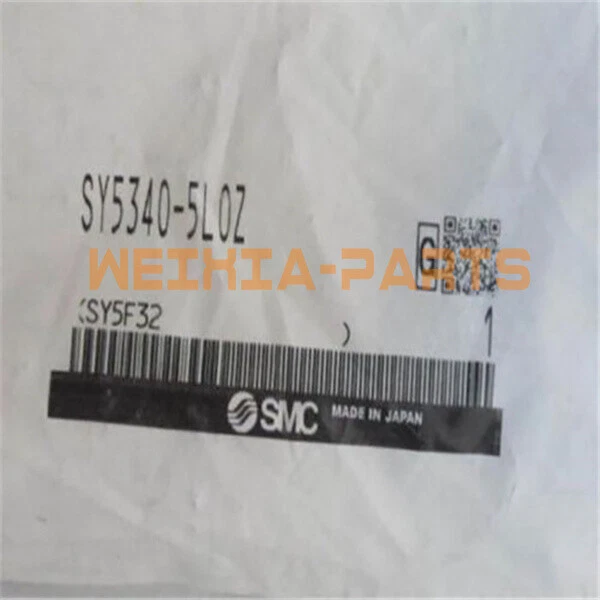 SY5340-5LOZ
G
WEIXIA-PARTS
(SY5F32 ) 1
SMC MADE IN JAPAN